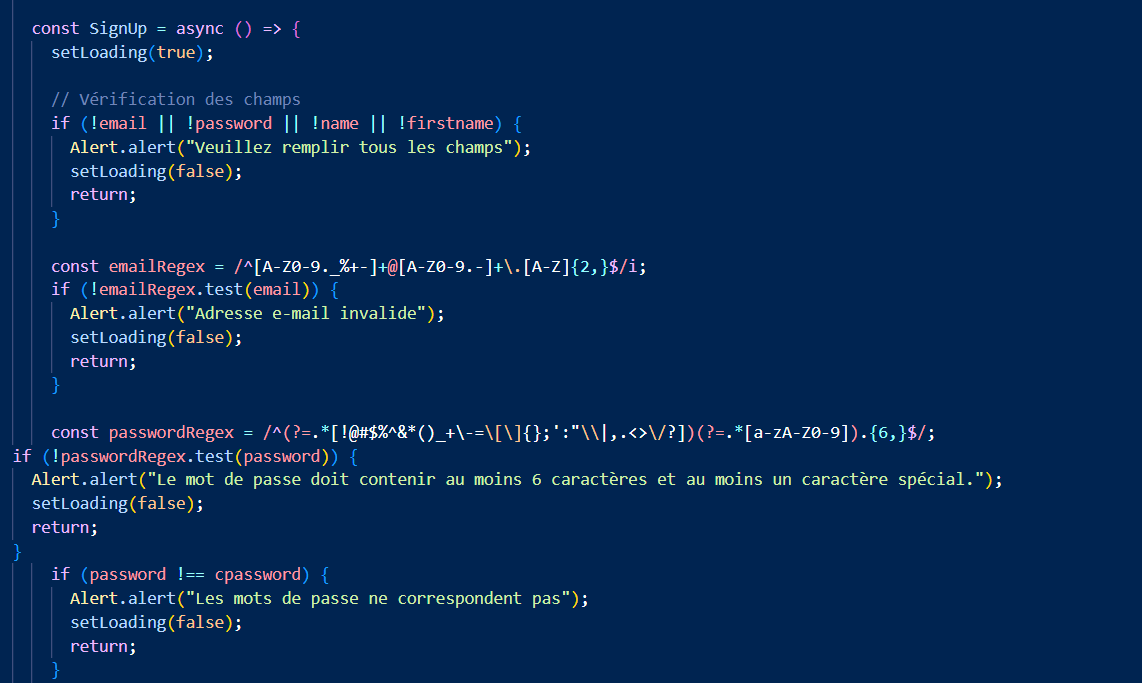 const SignUp = async () => {
setLoading(true);
// Vérification des champs
if (!email || !password || !name || !firstname) {
Alert.alert("Veuillez remplir tous les champs");
setLoading(false);
return;
}
const emailRegex = /^[A-Z0-9._%+-]+@[A-Z0-9.-]+\.[A-Z]{2,}$/i;
if (!emailRegex.test(email)) {
Alert.alert("Adresse e-mail invalide");
setLoading(false);
return;
}
const passwordRegex = /^(?=.*[!@#$%^&*()_+\-=\[\]{};':"\\|,.<>\/?])(?=.*[a-zA-Z0-9]).{6,}$/;
if (!passwordRegex.test(password)) {
Alert.alert("Le mot de passe doit contenir au moins 6 caractères et au moins un caractère spécial.");
setLoading(false);
return;
}
if (password !== cpassword) {
Alert.alert("Les mots de passe ne correspondent pas");
setLoading(false);
return;
}